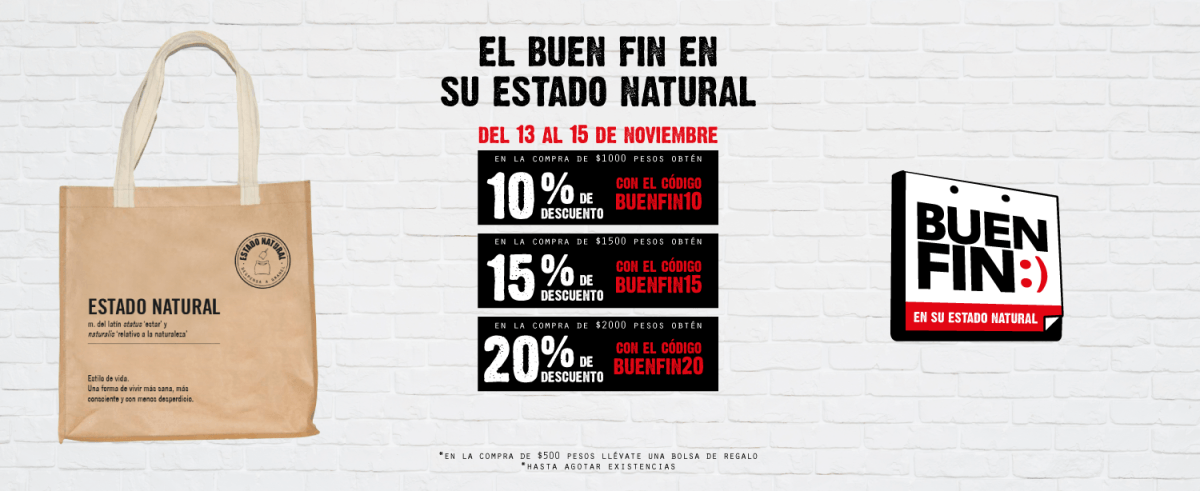 EL BUEN FIN EN
SU ESTADO NATURAL
DEL 13 AL 15 DE NOVIEMBRE
EN LA COMPRA DE $1000 PESOS OBTÉN
10% DE DESCUENTO
CON EL CÓDIGO
BUENFIN10
EN LA COMPRA DE $1500 PESOS OBTÉN
15% DE DESCUENTO
CON EL CÓDIGO
BUENFIN15
EN LA COMPRA DE $2000 PESOS OBTÉN
20% DE DESCUENTO
CON EL CÓDIGO
BUENFIN20
*EN LA COMPRA DE $500 PESOS LLÉVATE UNA BOLSA DE REGALO
*HASTA AGOTAR EXISTENCIAS
ESTADO NATURAL
ESTADO NATURAL
m. del latín status 'estar' y
naturalia 'relativo a la naturaleza'
Estilo de vida.
Una forma de vivir más sana, más
consciente y con menos desperdicio.
BUEN
FIN:)
EN SU ESTADO NATURAL